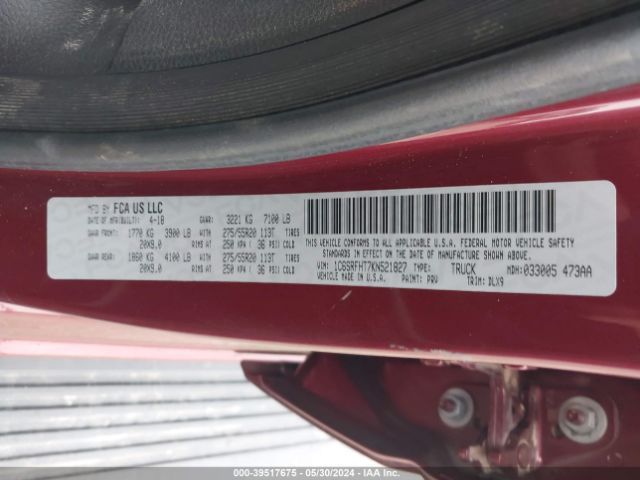 MFD BY FCA US LLC
DATE OF MFR(BUILT): 4-18 GVWR: 3221 KG 7100 LB
GAWR FRONT: 1770 KG 3900 LB WITH 275/55R20 113T TIRES
20X9.0 RIMS AT 250 KPA / 36 PSI COLD
GAWR REAR: 1860 KG 4100 LB WITH 275/55R20 113T TIRES
20X9.0 RIMS AT 250 KPA / 36 PSI COLD
THIS VEHICLE CONFORMS TO ALL APPLICABLE U.S.A. FEDERAL MOTOR VEHICLE SAFETY
STANDARDS IN EFFECT ON THE DATE OF MANUFACTURE SHOWN ABOVE.
VIN: 1C6SRFHT7KN521827 TYPE: TRUCK MDH: 033005 473AA
VEHICLE MADE IN U.S.A. PAINT: PRV TRIM: DLX9
000-39517675 - 05/30/2024 - IAA Inc.